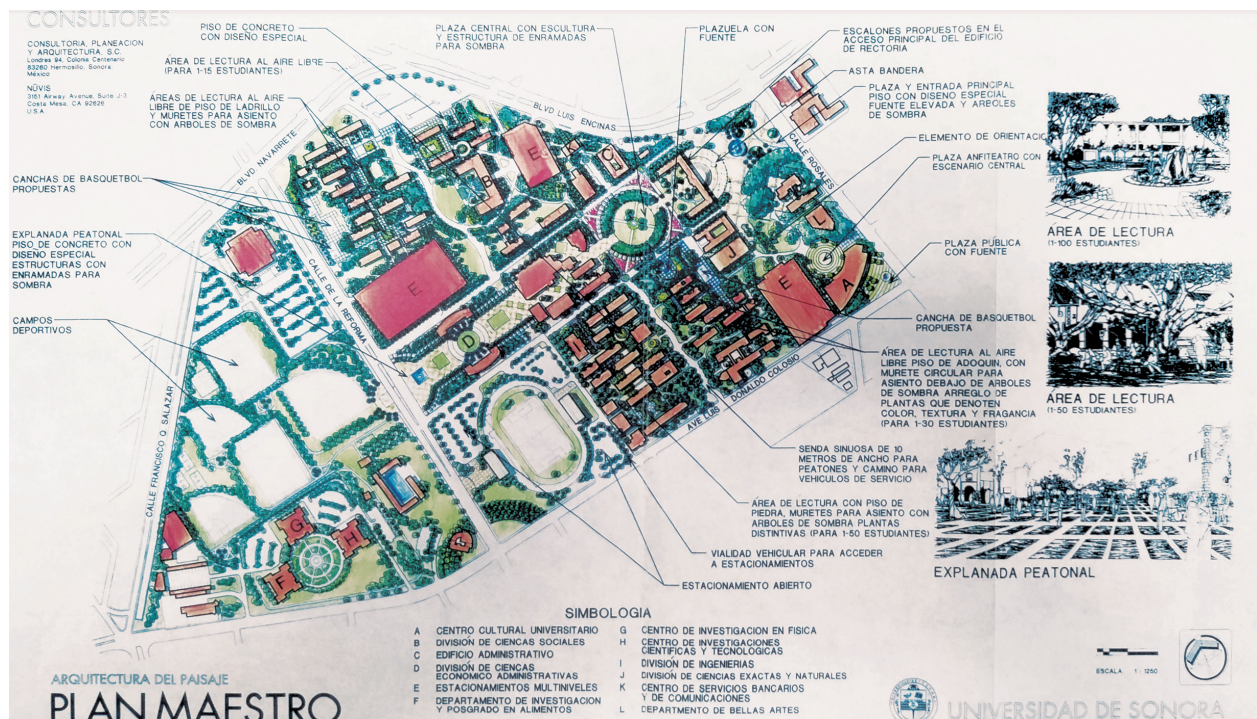 CONSULTORES
CONSULTORIA, PLANEACION
Y ARQUITECTURA, S.C.
Londres 94, Colonia Centenario
83260 Hermosillo, Sonora
México
NÜVIS
3151 Airway Avenue, Suite J-3
Costa Mesa, CA 92626
U.S.A
PISO DE CONCRETO
CON DISEÑO ESPECIAL
ÁREA DE LECTURA AL AIRE LIBRE
(PARA 1-15 ESTUDIANTES)
ÁREAS DE LECTURA AL AIRE
LIBRE DE PISO DE LADRILLO
Y MURETES PARA ASIENTO
CON ARBOLES DE SOMBRA
CANCHAS DE BASQUETBOL
PROPUESTAS
EXPLANADA PEATONAL
PISO DE CONCRETO CON
DISEÑO ESPECIAL
ESTRUCTURAS CON
ENRAMADAS PARA
SOMBRA
CAMPOS
DEPORTIVOS
PLAZA CENTRAL CON ESCULTURA
Y ESTRUCTURA DE ENRAMADAS
PARA SOMBRA
PLAZUELA CON
FUENTE
ESCALONES PROPUESTOS EN EL
ACCESO PRINCIPAL DEL EDIFICIO
DE RECTORIA
ASTA BANDERA
PLAZA Y ENTRADA PRINCIPAL
PISO CON DISEÑO ESPECIAL
FUENTE ELEVADA Y ARBOLES
DE SOMBRA
ELEMENTO DE ORIENTACIO
PLAZA ANFITEATRO CON
ESCENARIO CENTRAL
PLAZA PUBLICA
CON FUENTE
CANCHA DE BASQUETBOL
PROPUESTA
ÁREA DE LECTURA AL AIRE
LIBRE PISO DE ADOQUIN, CON
MURETE CIRCULAR PARA
ASIENTO DEBAJO DE ARBOLES
DE SOMBRA ARREGLO DE
PLANTAS QUE DENOTEN
COLOR, TEXTURA Y FRAGANCIA
(PARA 1-30 ESTUDIANTES)
SENDA SINUOSA DE 10
METROS DE ANCHO PARA
PEATONES Y CAMINO PARA
VEHICULOS DE SERVICIO
ÁREA DE LECTURA CON PISO DE
PIEDRA, MURETES PARA ASIENTO CON
ARBOLES DE SOMBRA PLANTAS
DISTINTIVAS (PARA 1-50 ESTUDIANTES)
VIALIDAD VEHICULAR PARA ACCEDER
A ESTACIONAMIENTOS
ESTACIONAMIENTO ABIERTO
BLVD NAVARRETE
BLVD LUIS ENCINAS
CALLE ROSALES
CALLE DE LA REFORMA
CALLE FRANCISCO Q. SALAZAR
AVE LUIS DONALDO COLOSIO
E
B
K
J
E
A
E
D
G
H
F
ÁREA DE LECTURA
(1-100 ESTUDIANTES)
ÁREA DE LECTURA
(1-50 ESTUDIANTES)
EXPLANADA PEATONAL
SIMBOLOGIA
A CENTRO CULTURAL UNIVERSITARIO
B DIVISIÓN DE CIENCIAS SOCIALES
C EDIFICIO ADMINISTRATIVO
D DIVISIÓN DE CIENCAS
ECONOMICO ADMINISTRATIVAS
E ESTACIONAMIENTOS MULTINIVELES
F DEPARTAMENTO DE INVESTIGACION
Y POSGRADO EN ALIMENTOS
G CENTRO DE INVESTIGACION EN FISICA
H CENTRO DE INVESTIGACIONES
CIENTIFICAS Y TECNOLOGICAS
I DIVISIÓN DE INGENIERIAS
J DIVISIÓN DE CIENCIAS EXACTAS Y NATURALES
K CENTRO DE SERVICIOS BANCARIOS
Y DE COMUNICACIONES
L DEPARTMENTO DE BELLAS ARTES
ESCALA 1 : 1250
ARQUITECTURA DEL PAISAJE
PLAN MAESTRO
UNIVERSIDAD DE SONORA